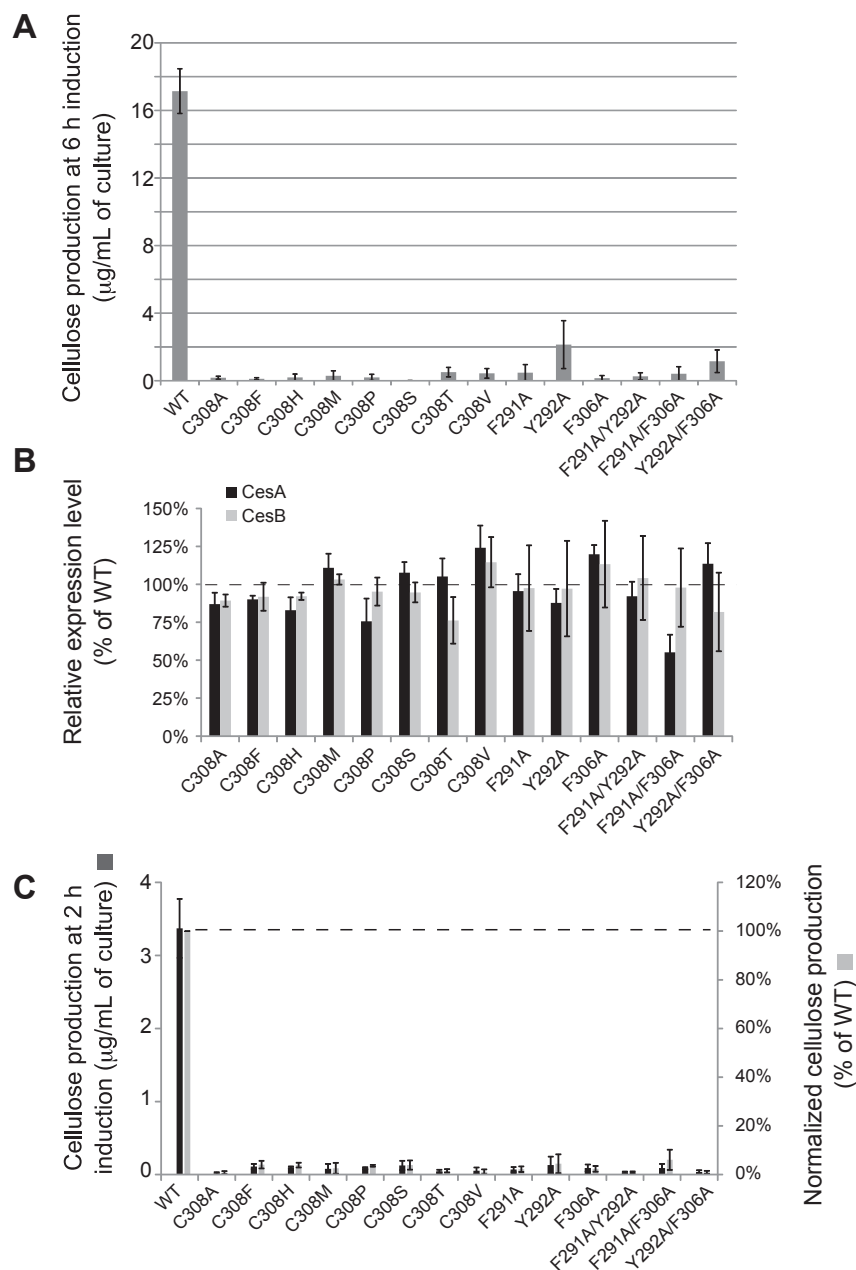 A
Cellulose production at 6 h induction
(μg/mL of culture)
20
16
12
8
4
0
WT
C308A
C308F
C308H
C308M
C308P
C308S
C308T
C308V
F291A
Y292A
F306A
F291A/Y292A
F291A/F306A
Y292A/F306A
B
CesA
CesB
Relative expression level
(% of WT)
150%
125%
100%
75%
50%
25%
0%
C308A
C308F
C308H
C308M
C308P
C308S
C308T
C308V
F291A
Y292A
F306A
F291A/Y292A
F291A/F306A
Y292A/F306A
C
Cellulose production at 2 h
induction (μg/mL of culture)
4
3
2
1
0
120%
100%
80%
60%
40%
20%
0%
Normalized cellulose production
(% of WT)
WT
C308A
C308F
C308H
C308M
C308P
C308S
C308T
C308V
F291A
Y292A
F306A
F291A/Y292A
F291A/F306A
Y292A/F306A